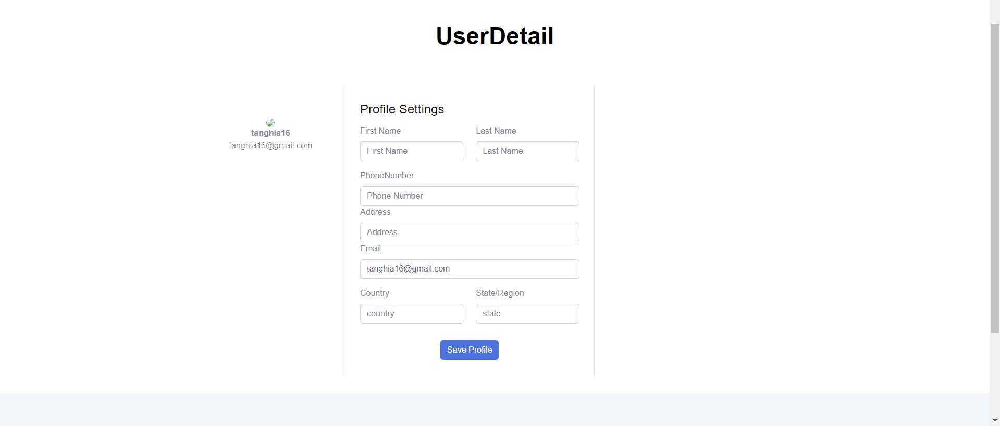 UserDetail
tanghia16
tanghia16@gmail.com
Profile Settings
First Name Last Name
First Name Last Name
PhoneNumber
Phone Number
Address
Address
Email
tanghia16@gmail.com
Country State/Region
country state
Save Profile